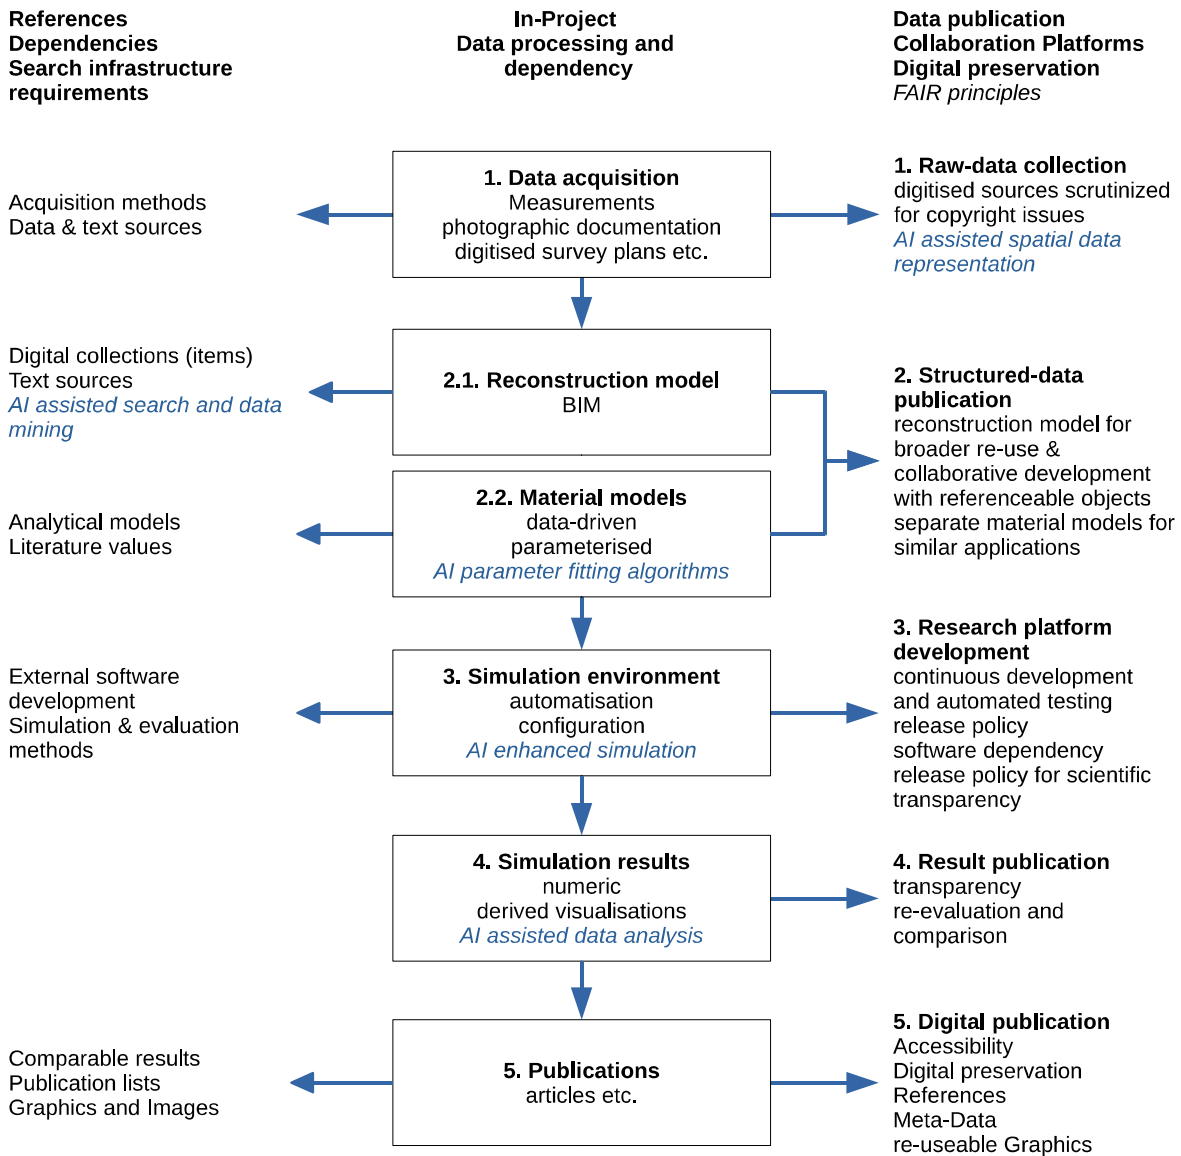 References
Dependencies
Search infrastructure
requirements
In-Project
Data processing and
dependency
Data publication
Collaboration Platforms
Digital preservation
FAIR principles
Acquisition methods
Data & text sources
1. Data acquisition
Measurements
photographic documentation
digitised survey plans etc.
1. Raw-data collection
digitised sources scrutinized
for copyright issues
AI assisted spatial data
representation
Digital collections (items)
Text sources
AI assisted search and data
mining
2.1. Reconstruction model
BIM
2. Structured-data
publication
reconstruction model for
broader re-use &
collaborative development
with referenceable objects
separate material models for
similar applications
Analytical models
Literature values
2.2. Material models
data-driven
parameterised
AI parameter fitting algorithms
External software
development
Simulation & evaluation
methods
3. Simulation environment
automatisation
configuration
AI enhanced simulation
3. Research platform
development
continuous development
and automated testing
release policy
software dependency
release policy for scientific
transparency
4. Simulation results
numeric
derived visualisations
AI assisted data analysis
4. Result publication
transparency
re-evaluation and
comparison
Comparable results
Publication lists
Graphics and Images
5. Publications
articles etc.
5. Digital publication
Accessibility
Digital preservation
References
Meta-Data
re-useable Graphics